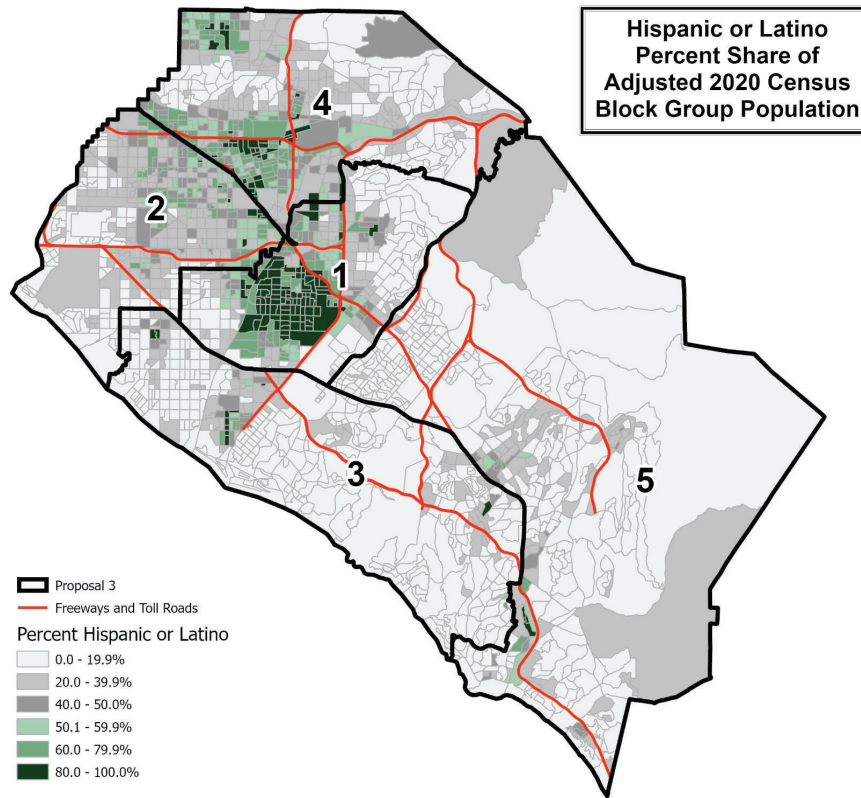 Hispanic or Latino
Percent Share of
Adjusted 2020 Census
Block Group Population
4
2
1
3
5
Proposal 3
Freeways and Toll Roads
Percent Hispanic or Latino
0.0 - 19.9%
20.0 - 39.9%
40.0 - 50.0%
50.1 - 59.9%
60.0 - 79.9%
80.0 - 100.0%